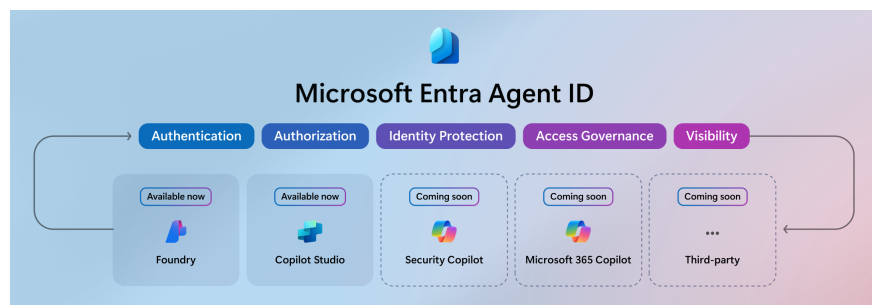 Microsoft Entra Agent ID
Authentication Authorization Identity Protection Access Governance Visibility
Available now Available now Coming soon Coming soon Coming soon
Foundry Copilot Studio Security Copilot Microsoft 365 Copilot Third-party